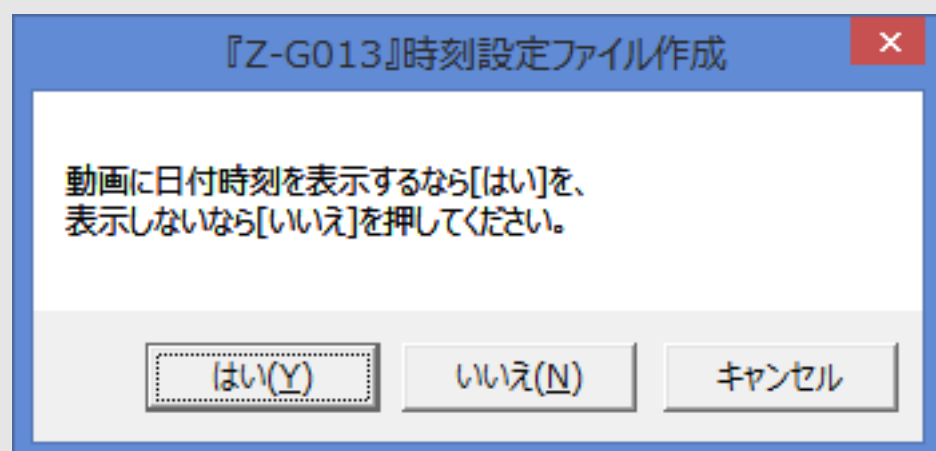 『Z-G013』時刻設定ファイル作成
動画に日付時刻を表示するなら[はい]を、
表示しないなら[いいえ]を押してください。
はい(Y)
いいえ(N)
キャンセル